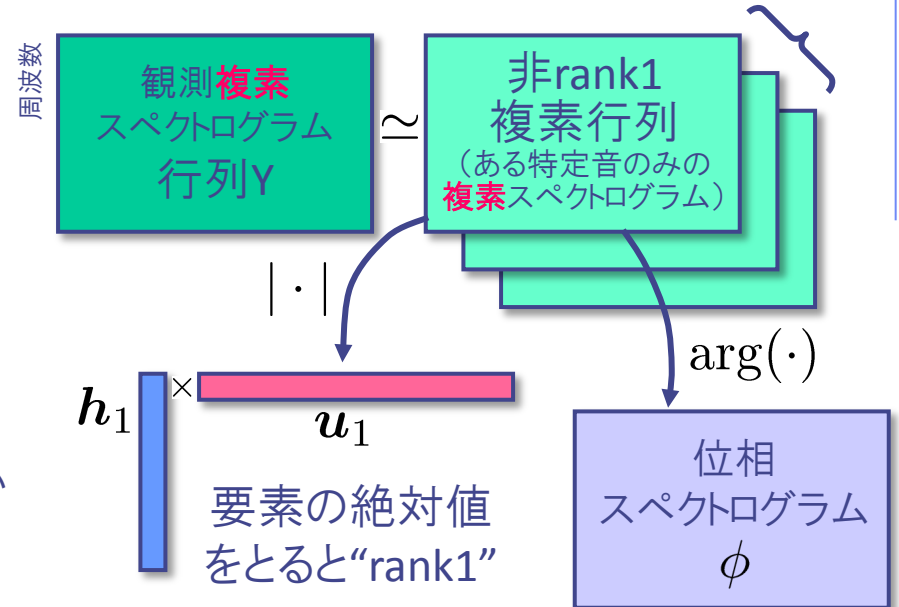 周波数
観測複素
スペクトログラム
行列Y
≃
非rank1
複素行列
（ある特定音のみの
複素スペクトログラム）
|·|
arg(·)
h₁
×
u₁
要素の絶対値
をとると“rank1”
位相
スペクトログラム
ϕ